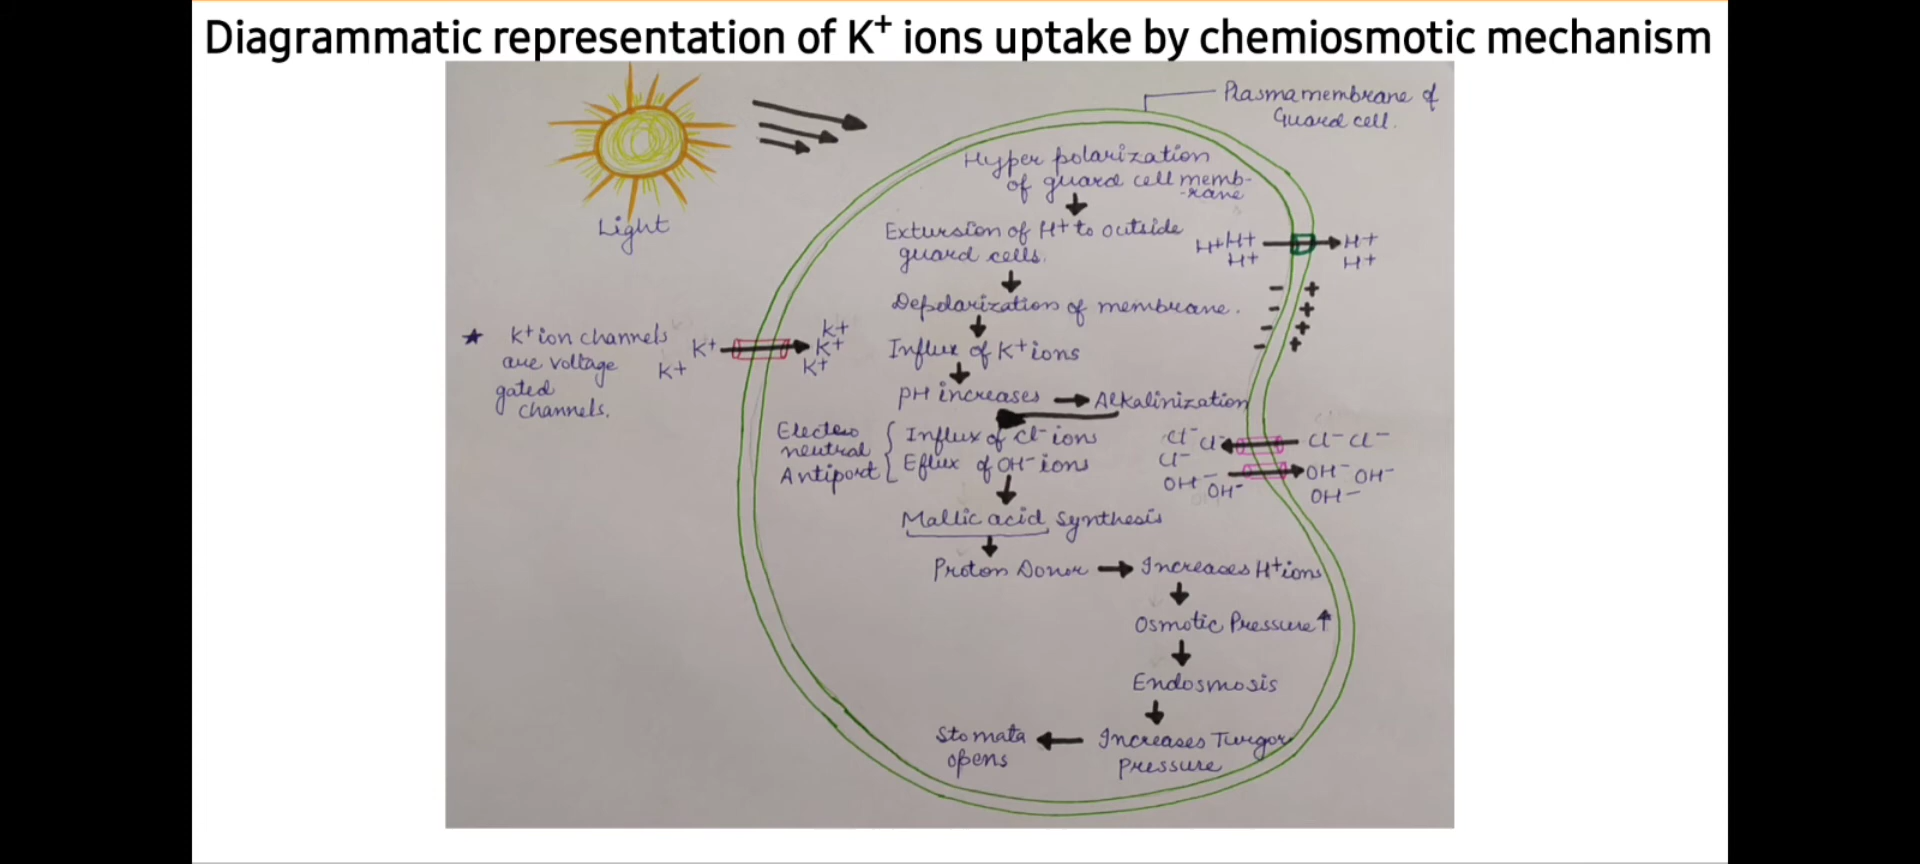 Diagrammatic representation of K⁺ ions uptake by chemiosmotic mechanism
Plasmamembrane of
Guard cell.
Light
Hyper polarization
of guard cell memb-
-rane
Extursion of H+ to outside
guard cells.
H+H+
H+
H+
H+
Depolarization of membrane.
- +
- +
- +
- +
★ K+ ion channels
are voltage
gated
channels.
K+
K+
K+
K+
K+
Influx of K+ ions
PH increases → Alkalinization
Electro
neutral
Antiport
Influx of Cl- ions
Eflux of OH- ions
Cl- Cl-
Cl-
Cl- Cl-
OH-
OH-
OH- OH-
OH-
Mallic acid synthesis
Proton Donor → Increases H+ ions
Osmotic Pressure ↑
Endosmosis
Increases Turgor
Pressure
Stomata
opens